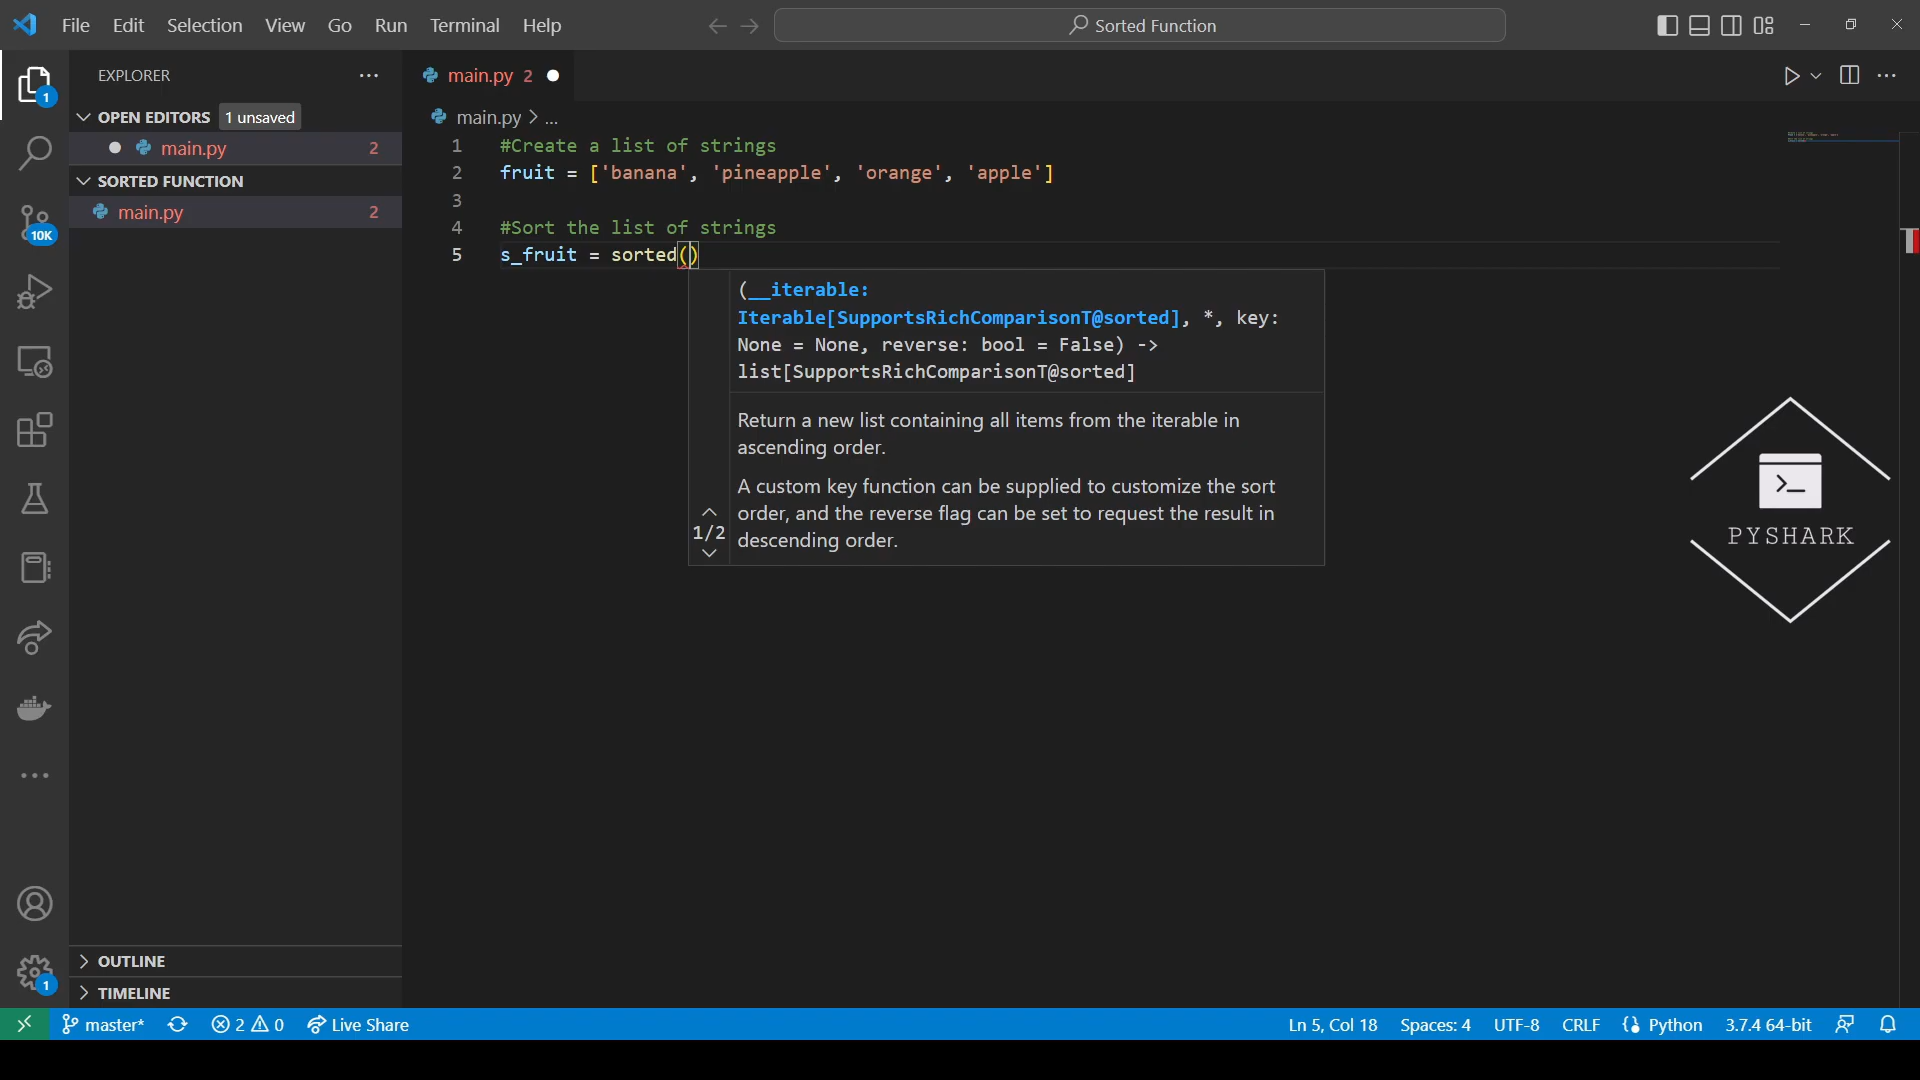 File Edit Selection View Go Run Terminal Help
Sorted Function
EXPLORER
1
OPEN EDITORS 1 unsaved
main.py 2
SORTED FUNCTION
main.py 2
10K
main.py 2
main.py > ...
1 #Create a list of strings
2 fruit = ['banana', 'pineapple', 'orange', 'apple']
3
4 #Sort the list of strings
5 s_fruit = sorted()
(__iterable:
Iterable[SupportsRichComparisonT@sorted], *, key:
None = None, reverse: bool = False) ->
list[SupportsRichComparisonT@sorted]
Return a new list containing all items from the iterable in
ascending order.
A custom key function can be supplied to customize the sort
order, and the reverse flag can be set to request the result in
descending order.
1/2
>_
PYSHARK
OUTLINE
1
TIMELINE
master* 2 0 Live Share
Ln 5, Col 18 Spaces: 4 UTF-8 CRLF Python 3.7.4 64-bit